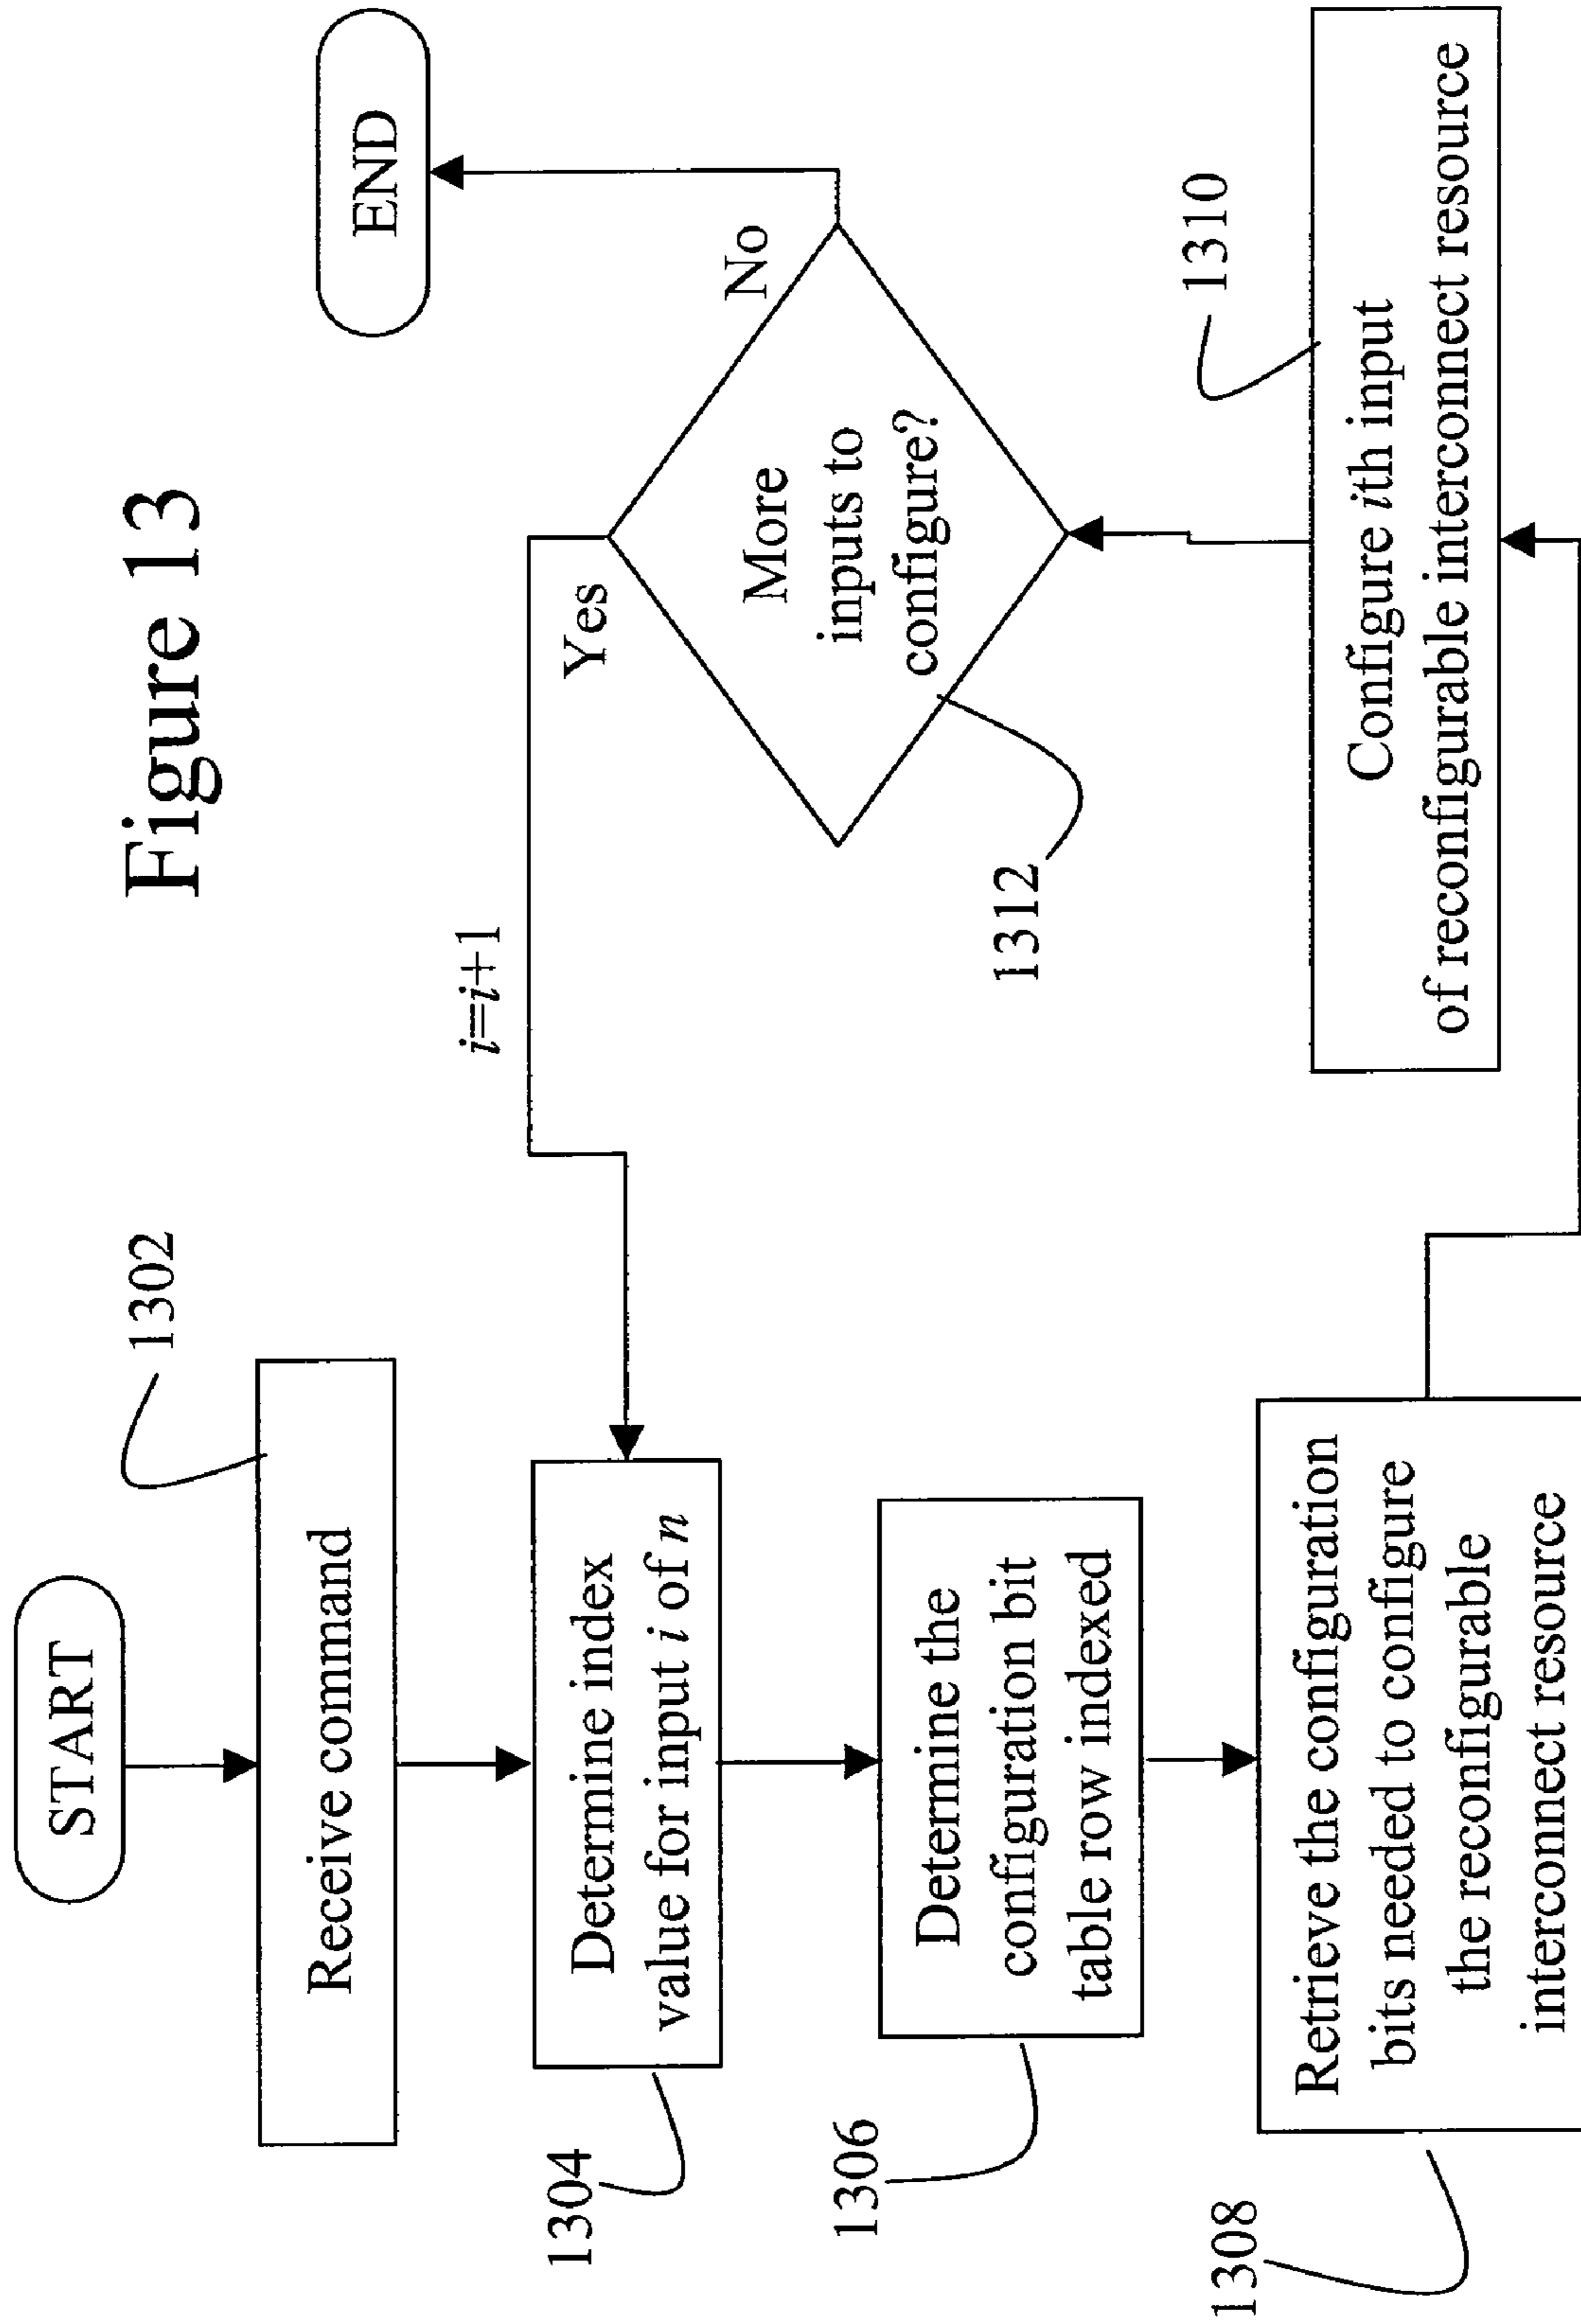 Figure 13
START
1302
Receive command
1304
Determine index
value for input i of n
1306
Determine the
configuration bit
table row indexed
1308
Retrieve the configuration
bits needed to configure
the reconfigurable
interconnect resource
1310
Configure ith input
of reconfigurable interconnect resource
1312
More
inputs to
configure?
Yes
i=i+1
No
END